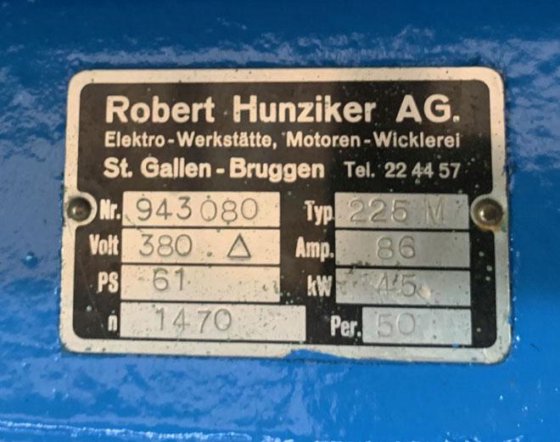 Robert Hunziker AG.
Elektro-Werkstätte, Motoren-Wicklerei
St. Gallen-Bruggen Tel. 22 44 57
Nr. 943080 Typ 225 M
Volt 380 Δ Amp. 86
PS 61 kW 45
n 1470 Per. 50